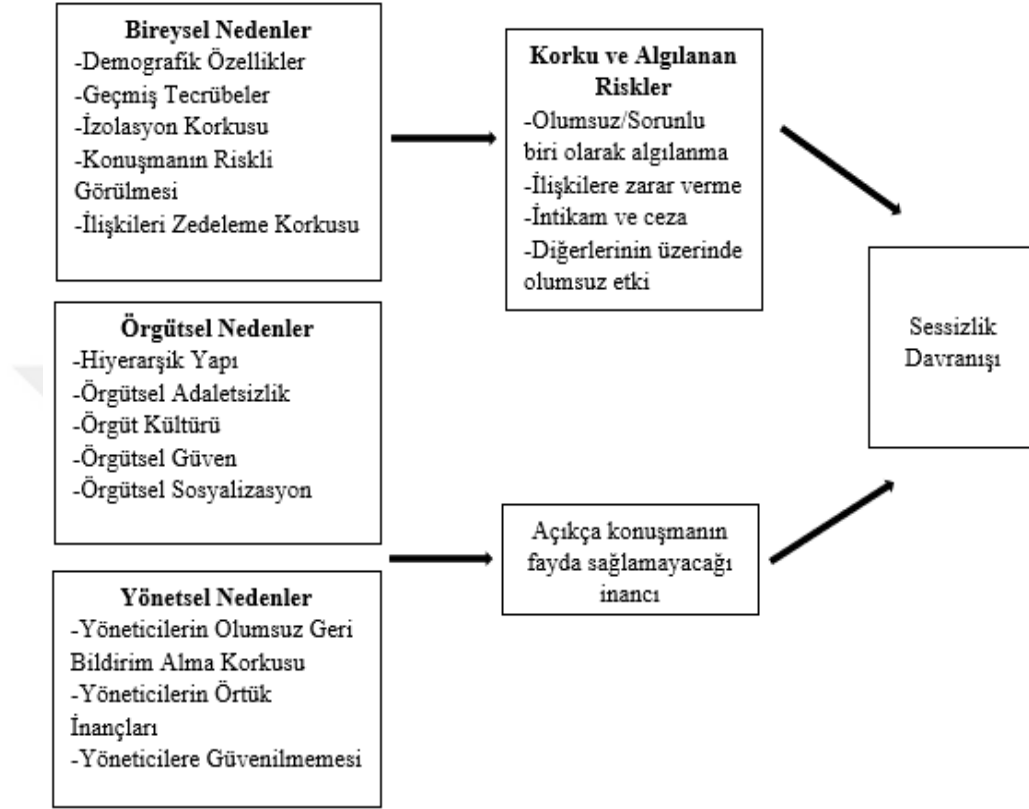 Bireysel Nedenler
-Demografik Özellikler
-Geçmiş Tecrübeler
-İzolasyon Korkusu
-Konuşmanın Riskli
Görülmesi
-İlişkileri Zedeleme Korkusu
Örgütsel Nedenler
-Hiyerarşik Yapı
-Örgütsel Adaletsizlik
-Örgüt Kültürü
-Örgütsel Güven
-Örgütsel Sosyalizasyon
Yönetsel Nedenler
-Yöneticilerin Olumsuz Geri
Bildirim Alma Korkusu
-Yöneticilerin Örtük
İnançları
-Yöneticilere Güvenilmemesi
Korku ve Algılanan
Riskler
-Olumsuz/Sorunlu
biri olarak algılanma
-İlişkilere zarar verme
-İntikam ve ceza
-Diğerlerinin üzerinde
olumsuz etki
Açıkça konuşmanın
fayda sağlamayacağı
inancı
Sessizlik
Davranışı